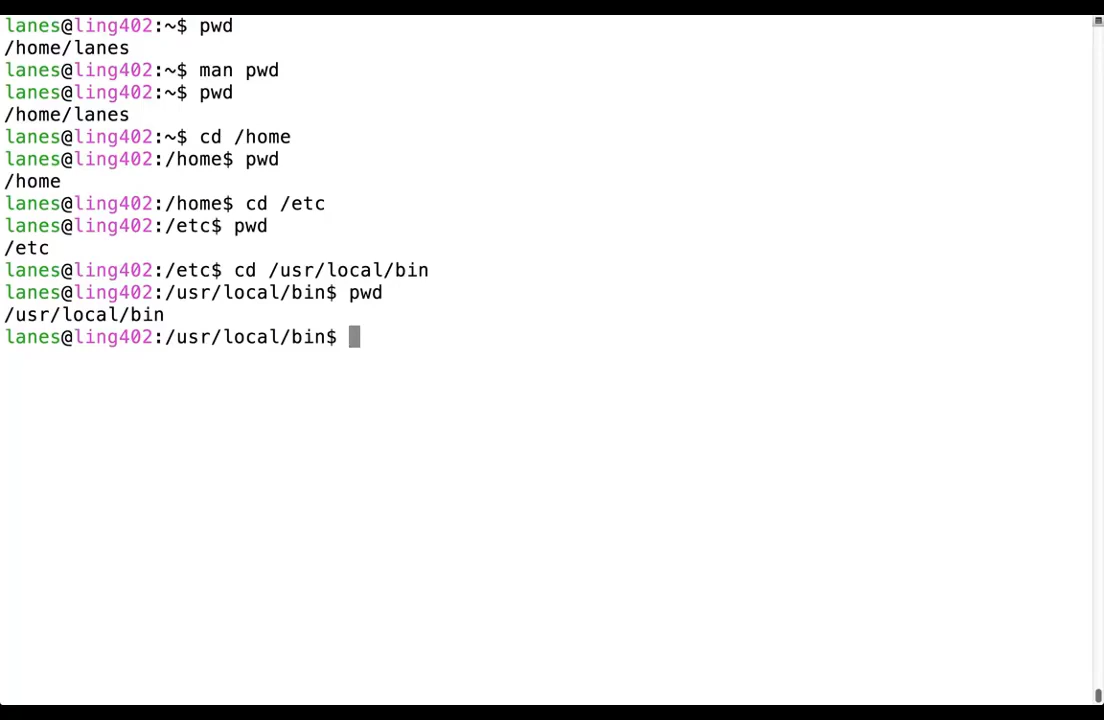 lanes@ling402:~$ pwd
/home/lanes
lanes@ling402:~$ man pwd
lanes@ling402:~$ pwd
/home/lanes
lanes@ling402:~$ cd /home
lanes@ling402:/home$ pwd
/home
lanes@ling402:/home$ cd /etc
lanes@ling402:/etc$ pwd
/etc
lanes@ling402:/etc$ cd /usr/local/bin
lanes@ling402:/usr/local/bin$ pwd
/usr/local/bin
lanes@ling402:/usr/local/bin$